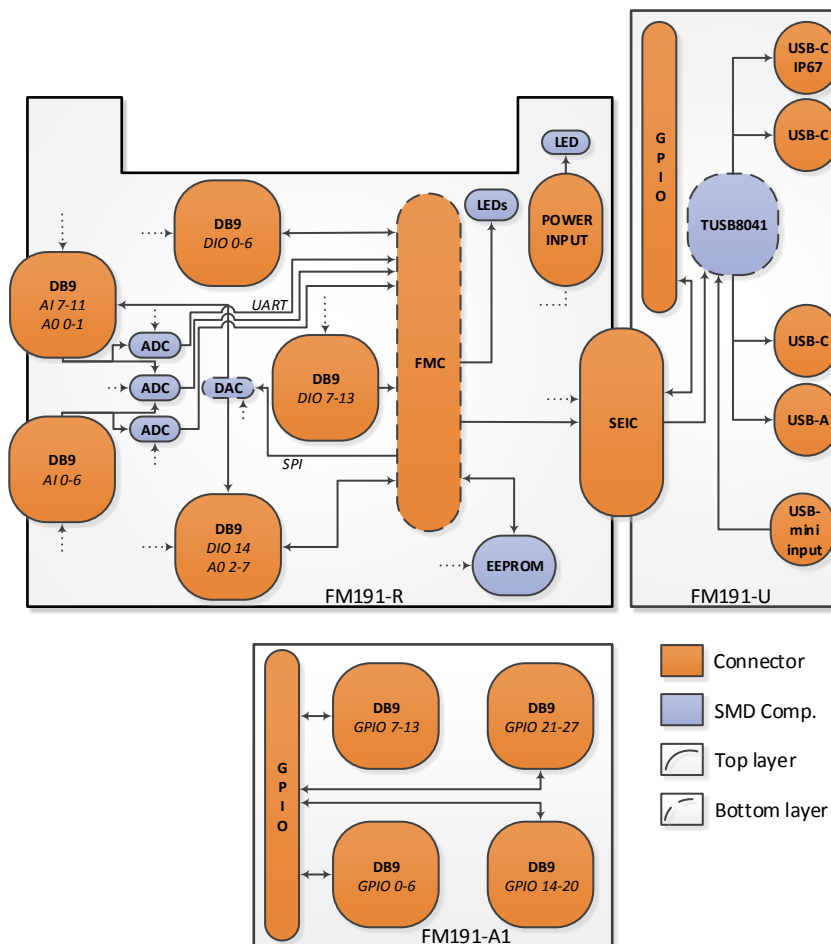 USB-C
IP67
USB-C
G
P
I
O
TUSB8041
USB-C
USB-A
USB-
mini
input
FM191-U
LED
LEDs
POWER
INPUT
DB9
DIO 0-6
DB9
AI 7-11
A0 0-1
UART
ADC
ADC
ADC
DAC
DB9
DIO 7-13
FMC
SEIC
DB9
AI 0-6
SPI
DB9
DIO 14
A0 2-7
EEPROM
FM191-R
G
P
I
O
DB9
GPIO 7-13
DB9
GPIO 21-27
DB9
GPIO 0-6
DB9
GPIO 14-20
FM191-A1
Connector
SMD Comp.
Top layer
Bottom layer